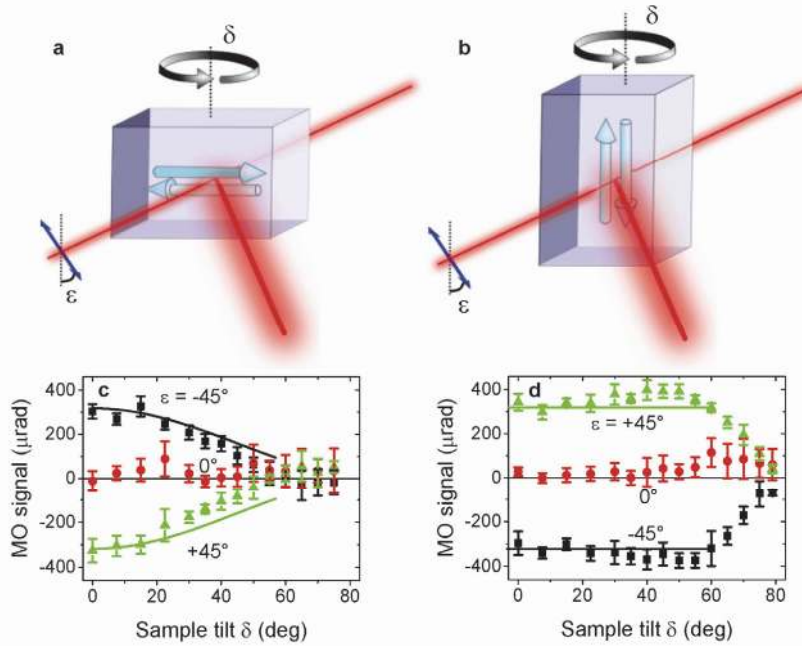 a
δ
ε
b
δ
ε
c
ε = -45°
0°
+45°
MO signal (μrad)
400
200
0
-200
-400
0
20
40
60
80
Sample tilt δ (deg)
d
ε = +45°
0°
-45°
MO signal (μrad)
400
200
0
-200
-400
0
20
40
60
80
Sample tilt δ (deg)